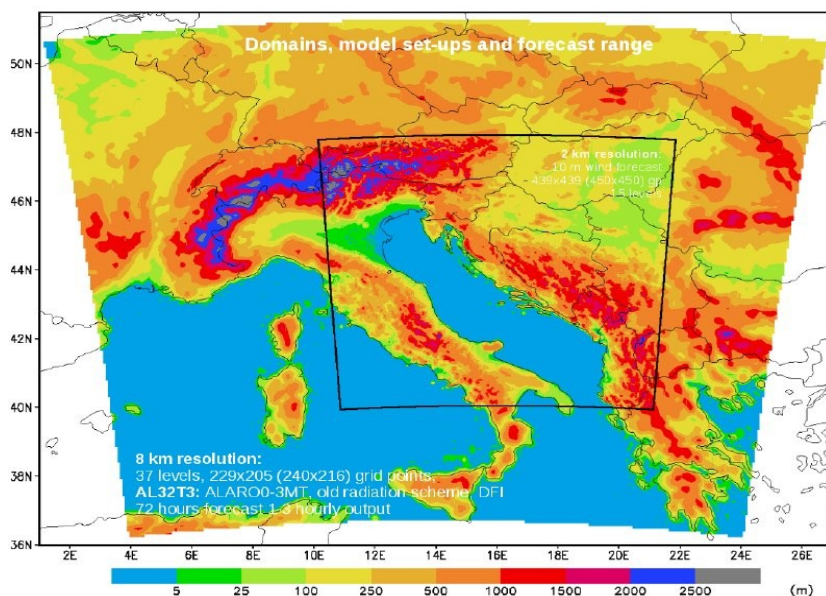 Domains, model set-ups and forecast range
50N
48N
46N
44N
42N
40N
38N
36N
2 km resolution:
10 m wind forecast
439x439 (450x450) gp
15 levels
8 km resolution:
37 levels, 229x205 (240x216) grid points,
AL32T3: ALARO0-3MT, old radiation scheme, DFI
72 hours forecast 1-3 hourly output
2E 4E 6E 8E 10E 12E 14E 16E 18E 20E 22E 24E 26E
5 25 100 250 500 1000 1500 2000 2500 (m)